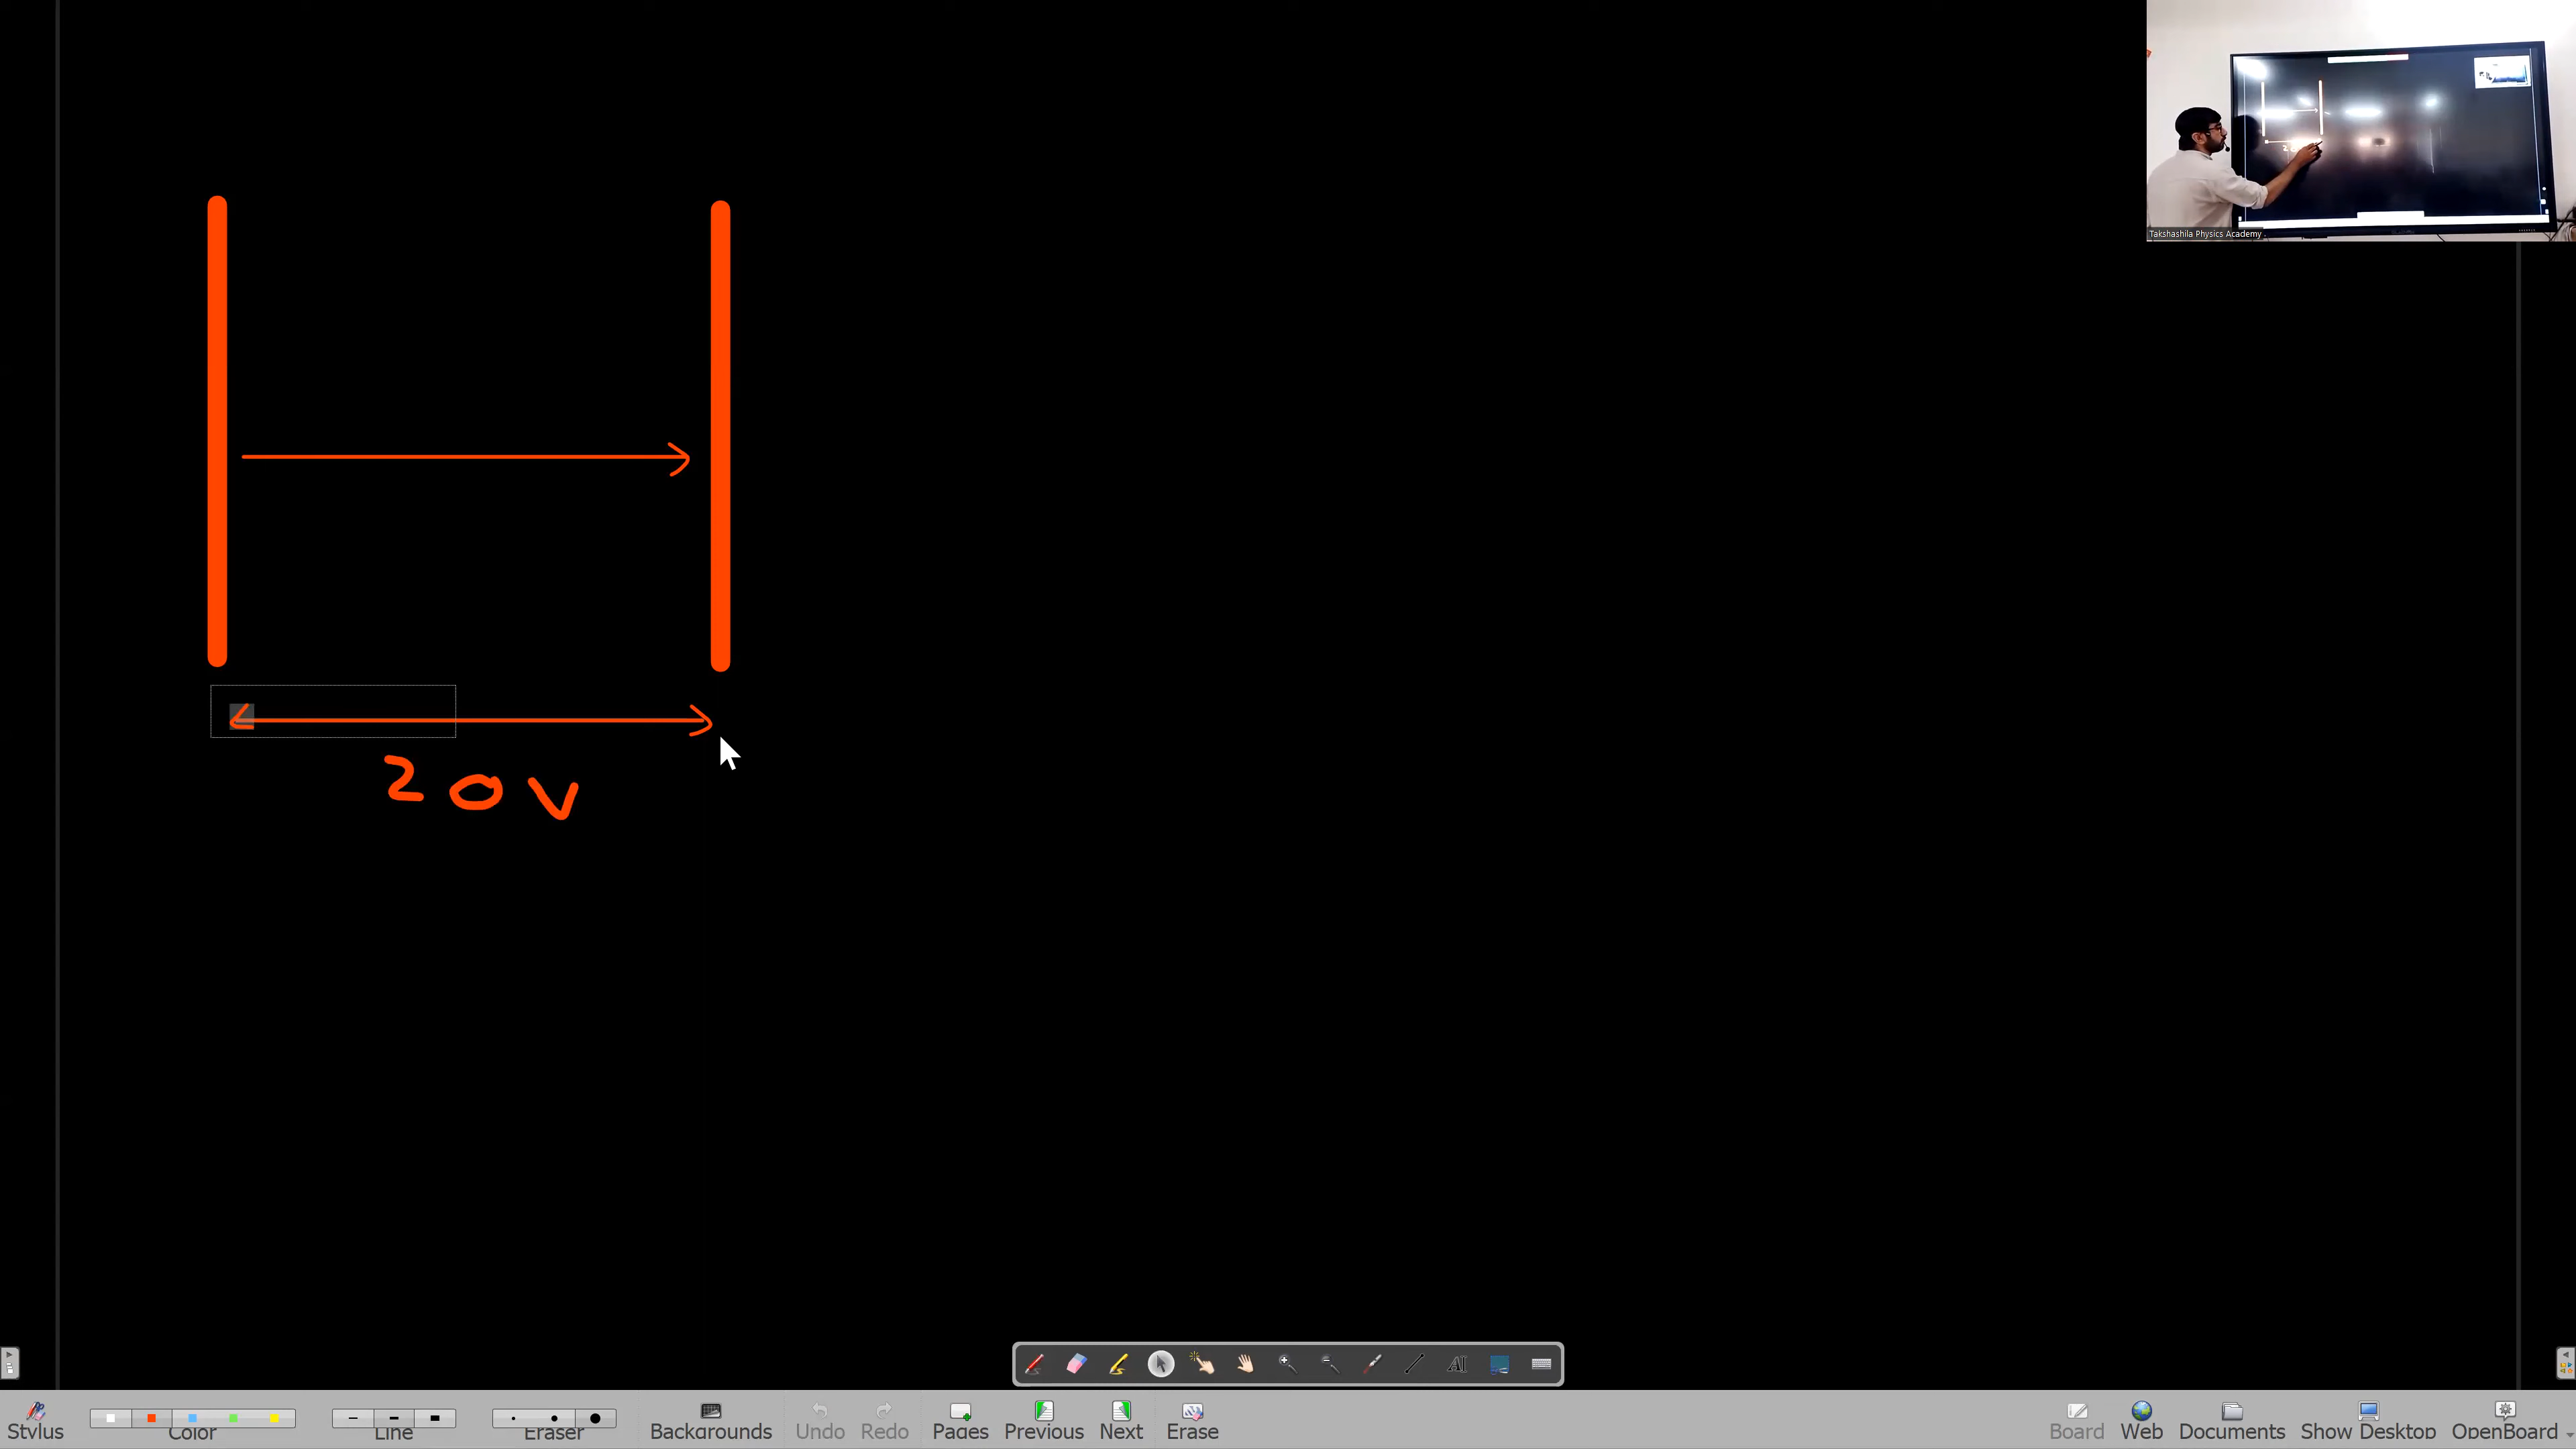 Takshashila Physics Academy
20V
Stylus
Color
Line
Eraser
Backgrounds
Undo
Redo
Pages
Previous
Next
Erase
Board
Web
Documents
Show Desktop
OpenBoard